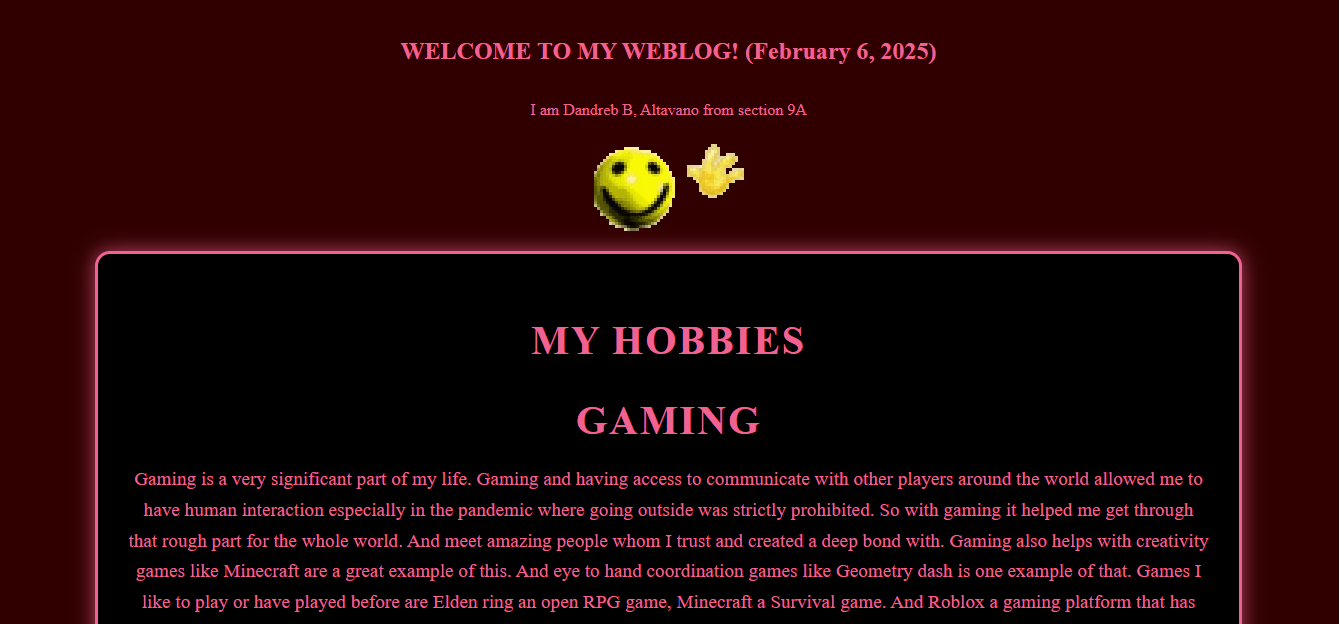 WELCOME TO MY WEBLOG! (February 6, 2025)
I am Dandreb B, Altavano from section 9A
MY HOBBIES
GAMING
Gaming is a very significant part of my life. Gaming and having access to communicate with other players around the world allowed me to
have human interaction especially in the pandemic where going outside was strictly prohibited. So with gaming it helped me get through
that rough part for the whole world. And meet amazing people whom I trust and created a deep bond with. Gaming also helps with creativity
games like Minecraft are a great example of this. And eye to hand coordination games like Geometry dash is one example of that. Games I
like to play or have played before are Elden ring an open RPG game, Minecraft a Survival game. And Roblox a gaming platform that has